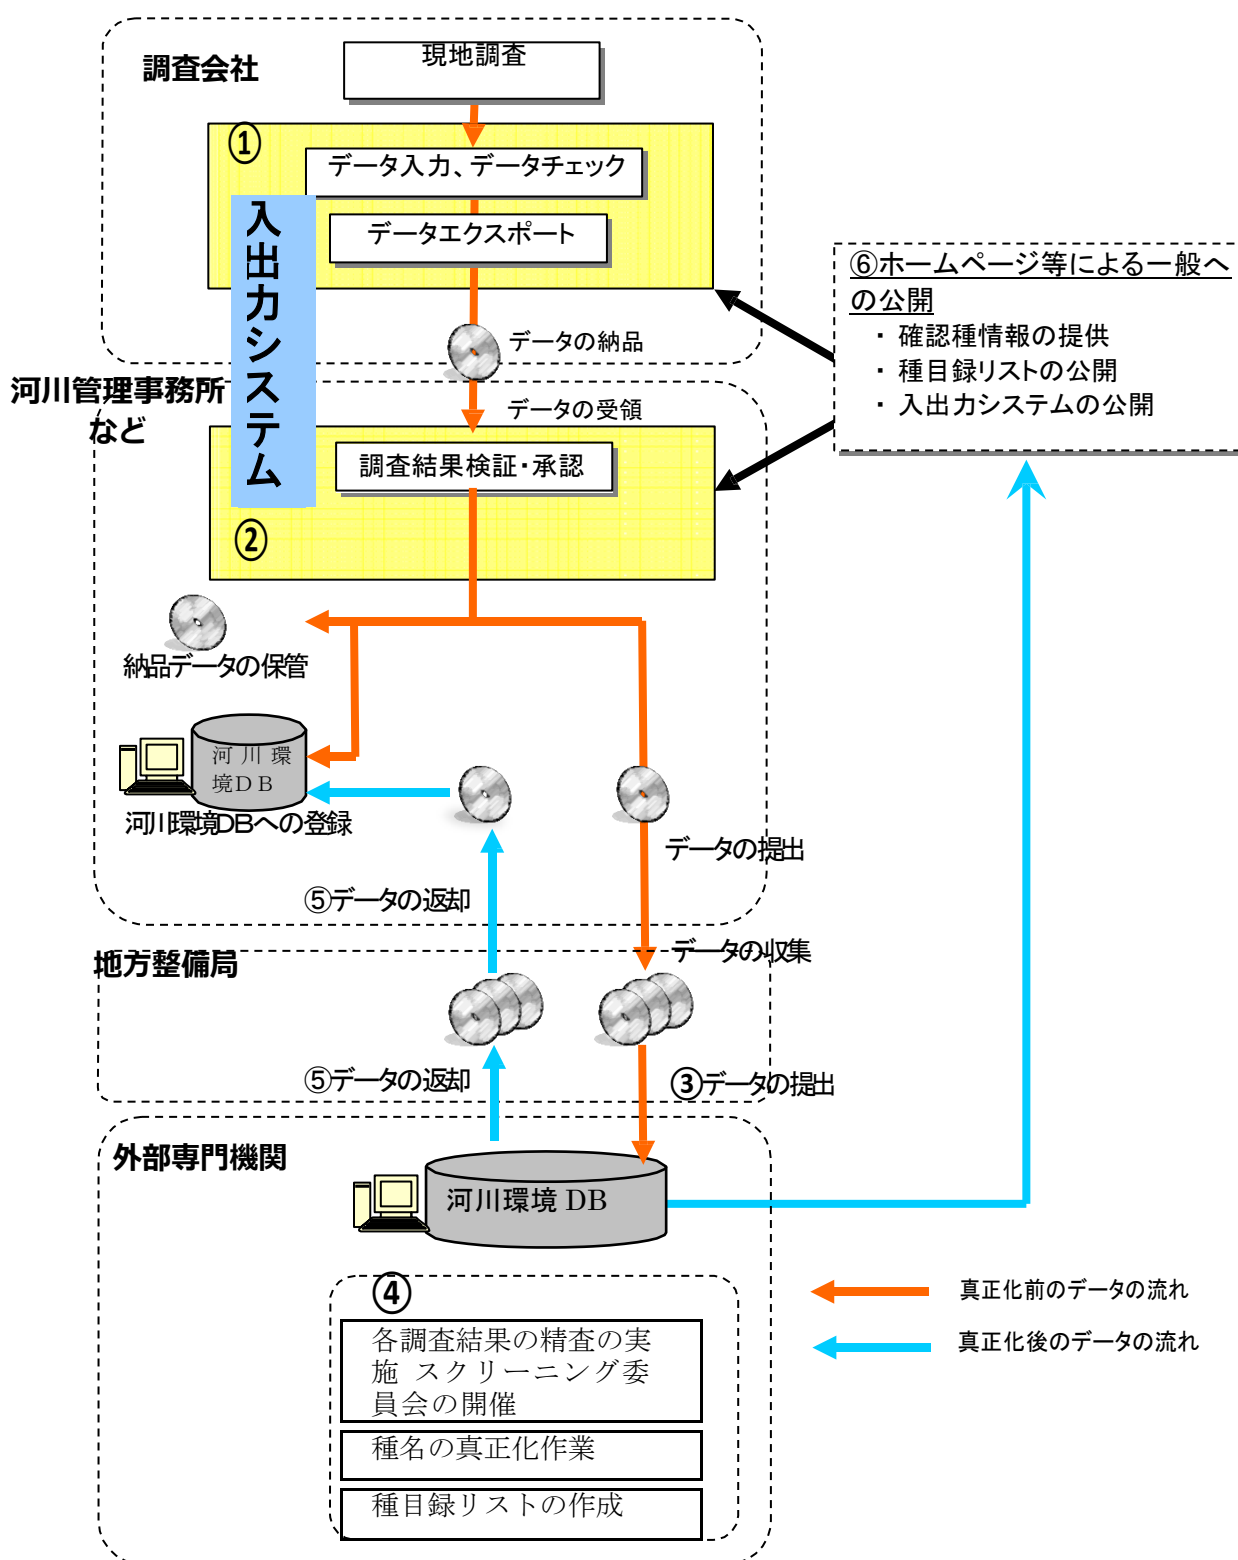 調査会社
現地調査
①
データ入力、データチェック
データエクスポート
入出力システム
データの納品
⑥ホームページ等による一般へ
の公開
・ 確認種情報の提供
・ 種目録リストの公開
・ 入出力システムの公開
河川管理事務所
など
データの受領
調査結果検証・承認
②
納品データの保管
河川環
境DB
河川環境DBへの登録
データの提出
⑤データの返却
データの収集
地方整備局
⑤データの返却
③データの提出
外部専門機関
河川環境 DB
④
各調査結果の精査の実
施 スクリーニング委
員会の開催
種名の真正化作業
種目録リストの作成
真正化前のデータの流れ
真正化後のデータの流れ